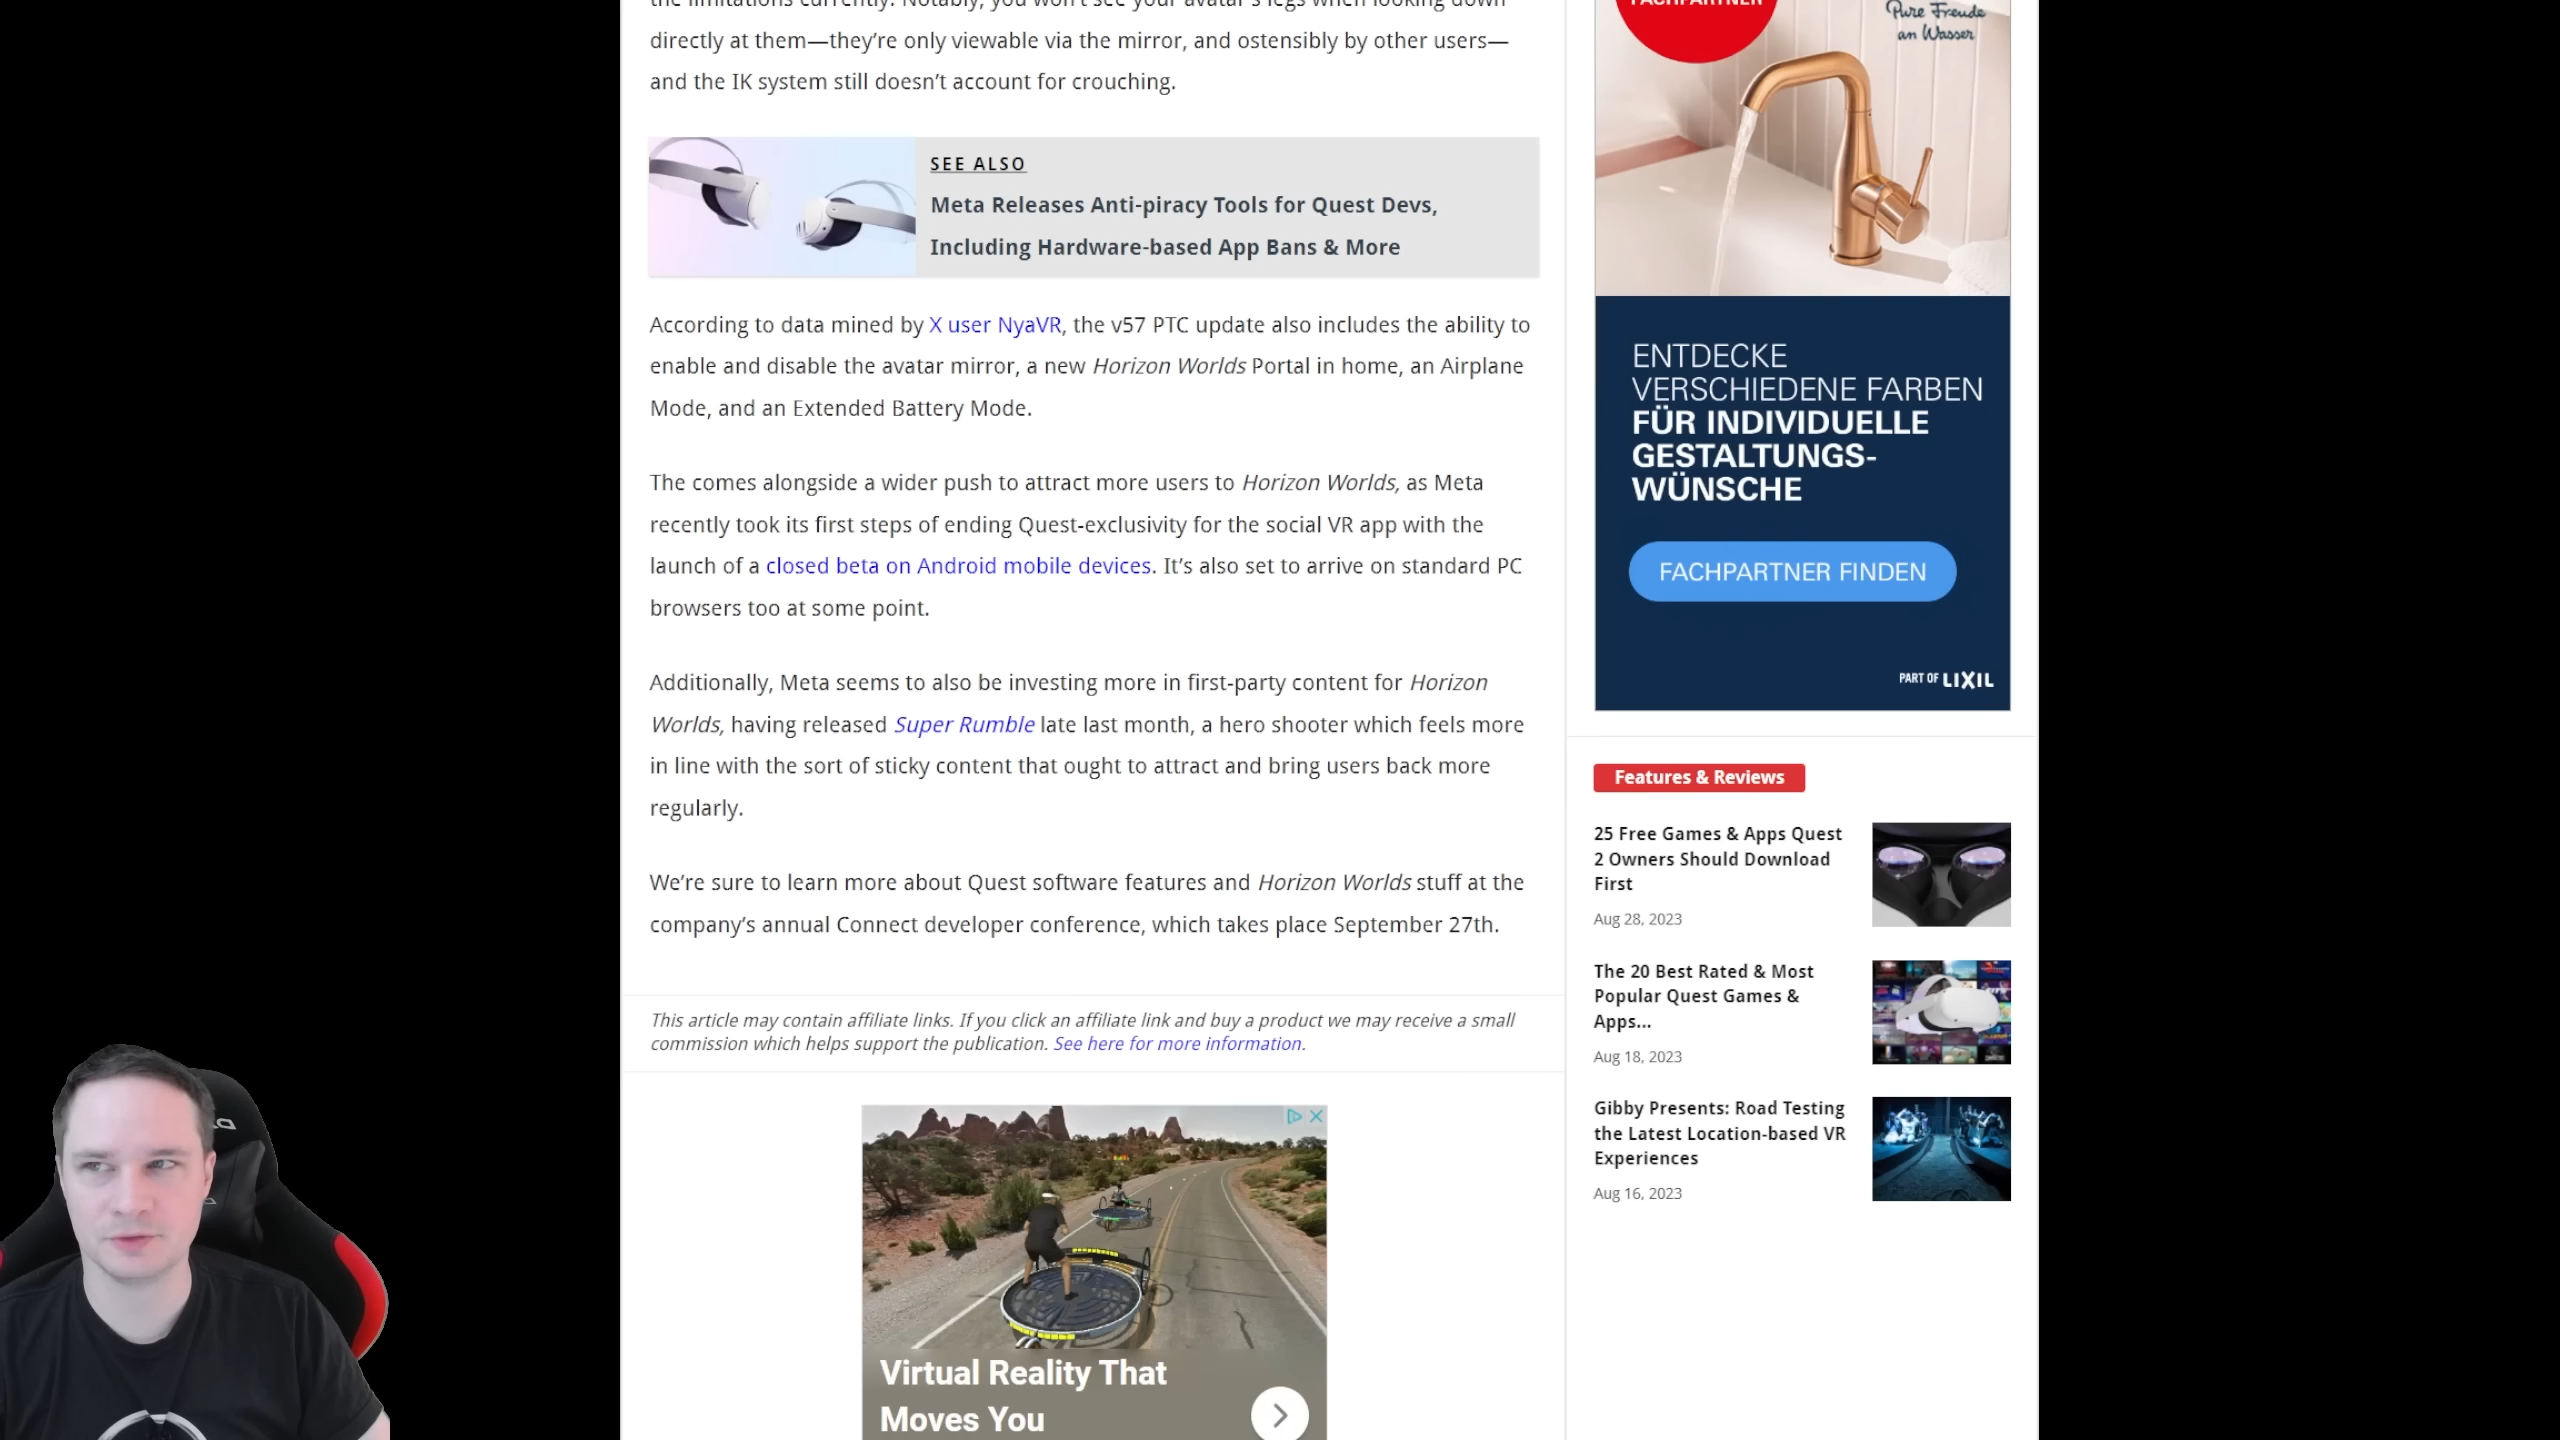 directly at them—they're only viewable via the mirror, and ostensibly by other users—
and the IK system still doesn't account for crouching.
SEE ALSO
Meta Releases Anti-piracy Tools for Quest Devs,
Including Hardware-based App Bans & More
According to data mined by X user NyaVR, the v57 PTC update also includes the ability to
enable and disable the avatar mirror, a new Horizon Worlds Portal in home, an Airplane
Mode, and an Extended Battery Mode.
The comes alongside a wider push to attract more users to Horizon Worlds, as Meta
recently took its first steps of ending Quest-exclusivity for the social VR app with the
launch of a closed beta on Android mobile devices. It's also set to arrive on standard PC
browsers too at some point.
Additionally, Meta seems to also be investing more in first-party content for Horizon
Worlds, having released Super Rumble late last month, a hero shooter which feels more
in line with the sort of sticky content that ought to attract and bring users back more
regularly.
We're sure to learn more about Quest software features and Horizon Worlds stuff at the
company's annual Connect developer conference, which takes place September 27th.
This article may contain affiliate links. If you click an affiliate link and buy a product we may receive a small
commission which helps support the publication. See here for more information.
Virtual Reality That
Moves You
FACHPARTNER
Pure Freude
an Wasser
ENTDECKE
VERSCHIEDENE FARBEN
FÜR INDIVIDUELLE
GESTALTUNGS-
WÜNSCHE
FACHPARTNER FINDEN
PART OF LIXIL
Features & Reviews
25 Free Games & Apps Quest
2 Owners Should Download
First
Aug 28, 2023
The 20 Best Rated & Most
Popular Quest Games &
Apps...
Aug 18, 2023
Gibby Presents: Road Testing
the Latest Location-based VR
Experiences
Aug 16, 2023